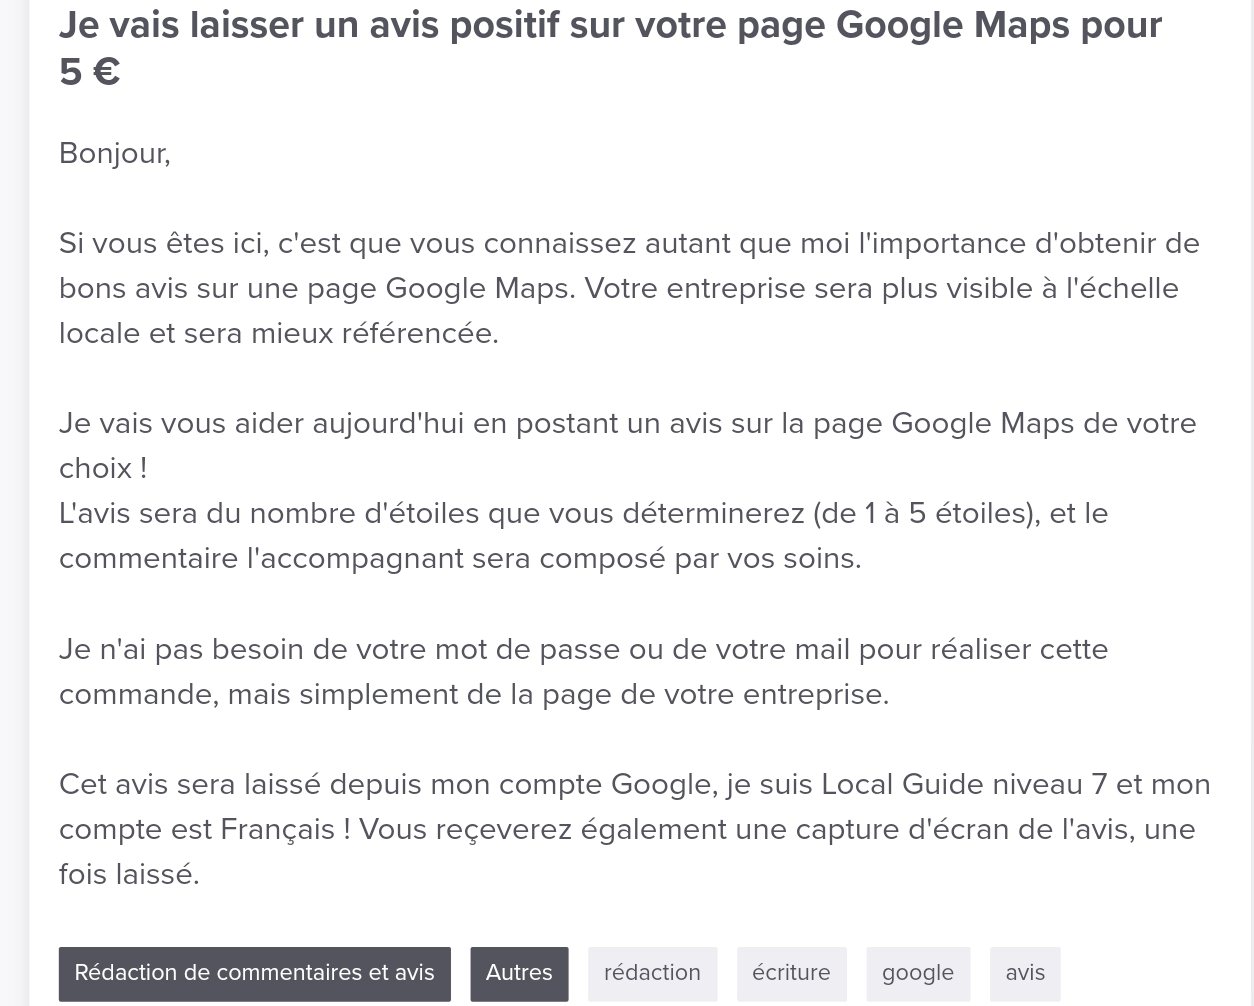 Je vais laisser un avis positif sur votre page Google Maps pour
5 €
Bonjour,
Si vous êtes ici, c'est que vous connaissez autant que moi l'importance d'obtenir de
bons avis sur une page Google Maps. Votre entreprise sera plus visible à l'échelle
locale et sera mieux référencée.
Je vais vous aider aujourd'hui en postant un avis sur la page Google Maps de votre
choix !
L'avis sera du nombre d'étoiles que vous déterminerez (de 1 à 5 étoiles), et le
commentaire l'accompagnant sera composé par vos soins.
Je n'ai pas besoin de votre mot de passe ou de votre mail pour réaliser cette
commande, mais simplement de la page de votre entreprise.
Cet avis sera laissé depuis mon compte Google, je suis Local Guide niveau 7 et mon
compte est Français ! Vous reçeverez également une capture d'écran de l'avis, une
fois laissé.
Rédaction de commentaires et avis Autres rédaction écriture google avis